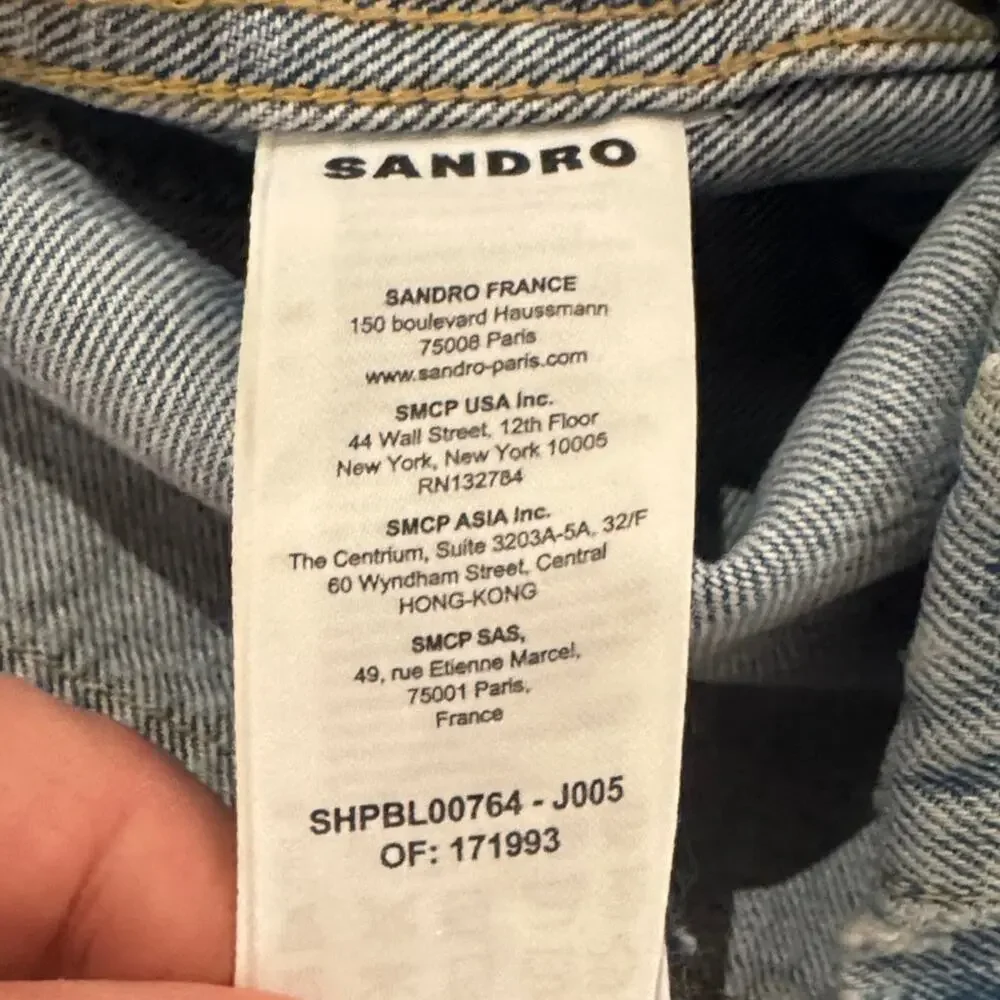 SANDRO
SANDRO FRANCE
150 boulevard Haussmann
75008 Paris
www.sandro-paris.com
SMCP USA Inc.
44 Wall Street, 12th Floor
New York, New York 10005
RN132784
SMCP ASIA Inc.
The Centrium, Suite 3203A-5A, 32/F
60 Wyndham Street, Central
HONG-KONG
SMCP SAS,
49, rue Etienne Marcel,
75001 Paris,
France
SHPBL00764 - J005
OF: 171993